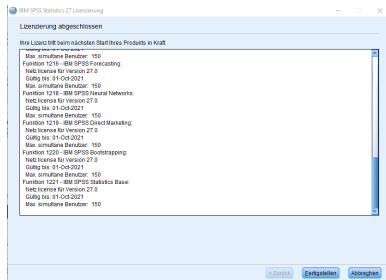 IBM SPSS Statistics 27 Lizenzierung
Lizenzierung abgeschlossen
Ihre Lizenz tritt beim nächsten Start Ihres Produkts in Kraft
Gültig bis: 01-Oct-2021
Max. simultane Benutzer: 150
Funktion 1216 - IBM SPSS Forecasting:
Netz license für Version 27.0
Gültig bis: 01-Oct-2021
Max. simultane Benutzer: 150
Funktion 1218 - IBM SPSS Neural Networks:
Netz license für Version 27.0
Gültig bis: 01-Oct-2021
Max. simultane Benutzer: 150
Funktion 1219 - IBM SPSS Direct Marketing:
Netz license für Version 27.0
Gültig bis: 01-Oct-2021
Max. simultane Benutzer: 150
Funktion 1220 - IBM SPSS Bootstrapping:
Netz license für Version 27.0
Gültig bis: 01-Oct-2021
Max. simultane Benutzer: 150
Funktion 1221 - IBM SPSS Statistics Base:
Netz license für Version 27.0
Gültig bis: 01-Oct-2021
Max. simultane Benutzer: 150
< Zurück Fertigstellen Abbrechen